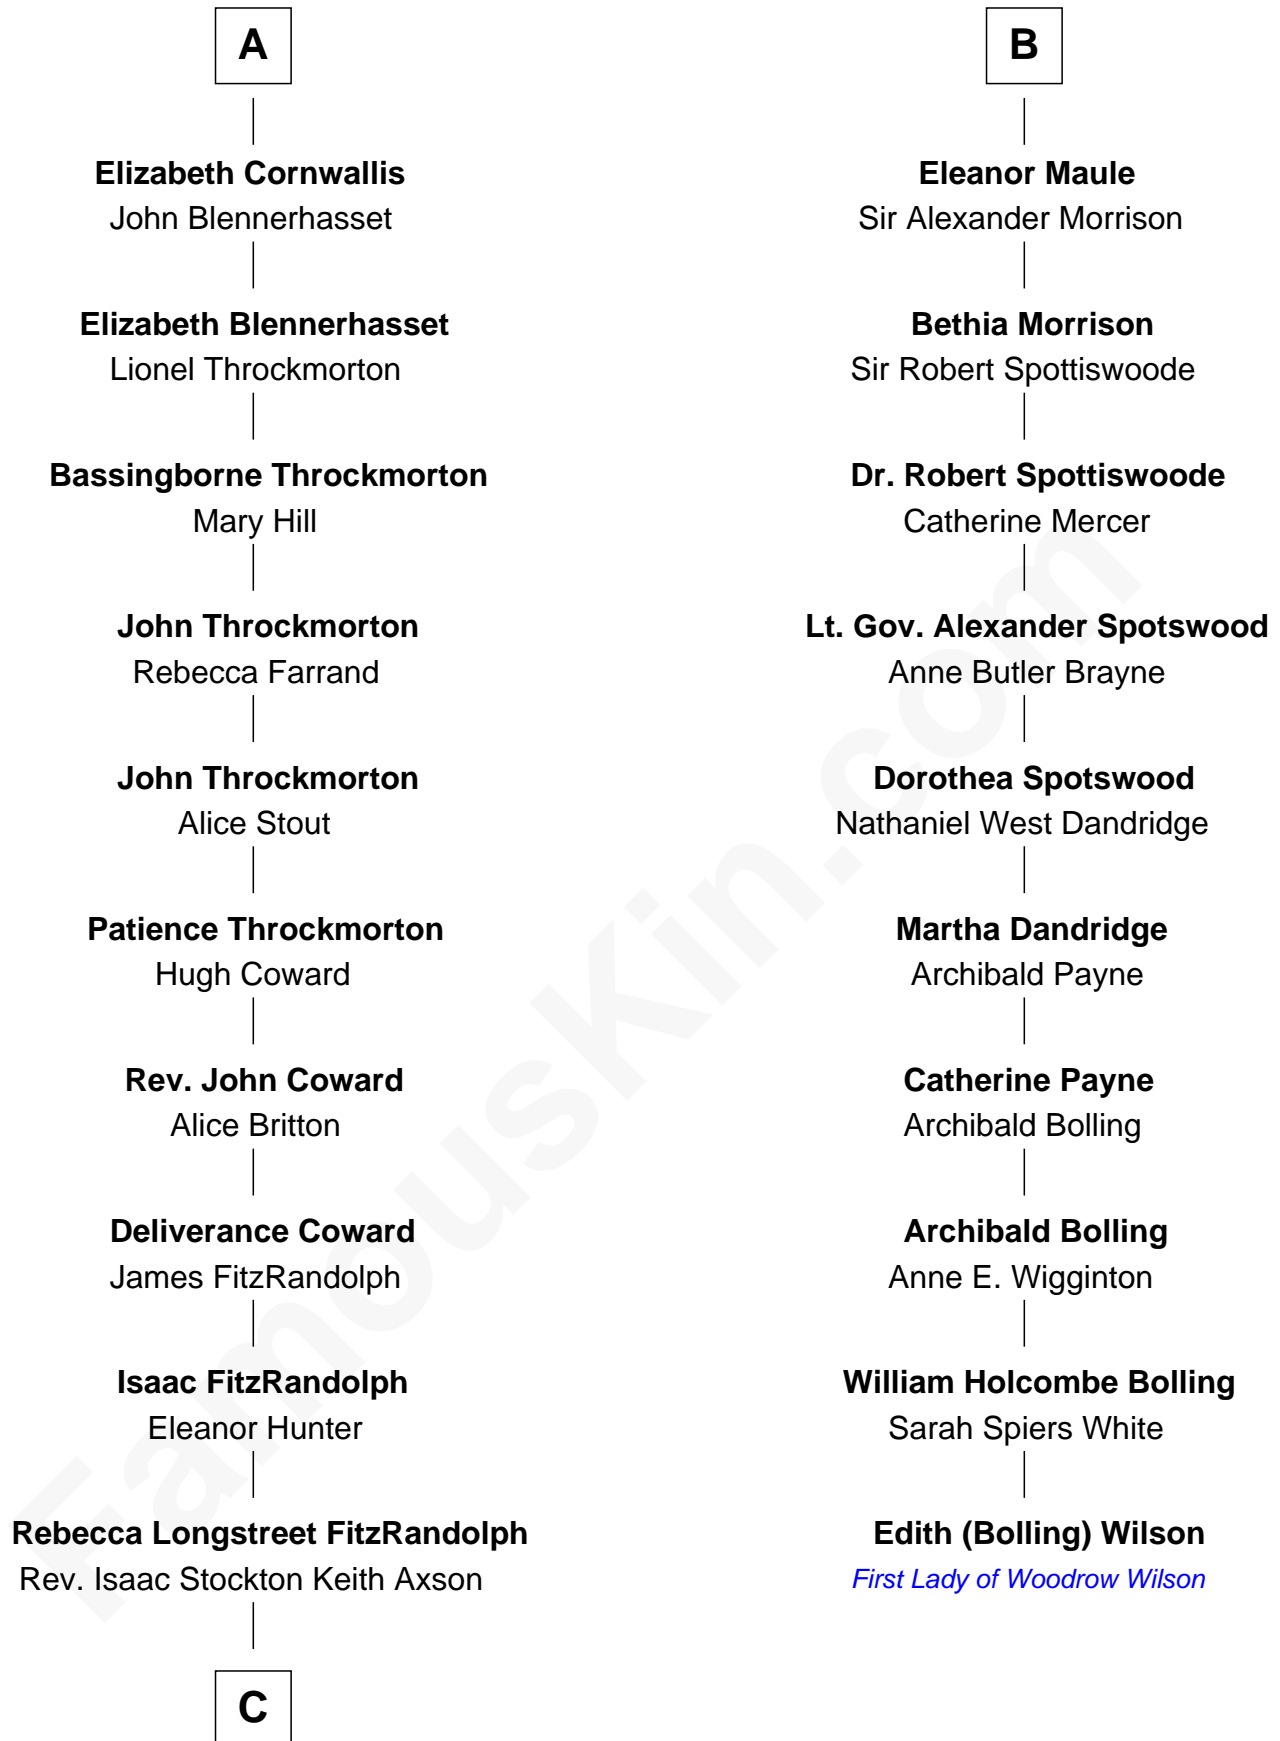 A
Elizabeth Cornwallis
John Blennerhasset
Elizabeth Blennerhasset
Lionel Throckmorton
Bassingborne Throckmorton
Mary Hill
John Throckmorton
Rebecca Farrand
John Throckmorton
Alice Stout
Patience Throckmorton
Hugh Coward
Rev. John Coward
Alice Britton
Deliverance Coward
James FitzRandolph
Isaac FitzRandolph
Eleanor Hunter
Rebecca Longstreet FitzRandolph
Rev. Isaac Stockton Keith Axson
C
B
Eleanor Maule
Sir Alexander Morrison
Bethia Morrison
Sir Robert Spottiswoode
Dr. Robert Spottiswoode
Catherine Mercer
Lt. Gov. Alexander Spotswood
Anne Butler Brayne
Dorothea Spotswood
Nathaniel West Dandridge
Martha Dandridge
Archibald Payne
Catherine Payne
Archibald Bolling
Archibald Bolling
Anne E. Wigginton
William Holcombe Bolling
Sarah Spiers White
Edith (Bolling) Wilson
First Lady of Woodrow Wilson
FamousKin.com